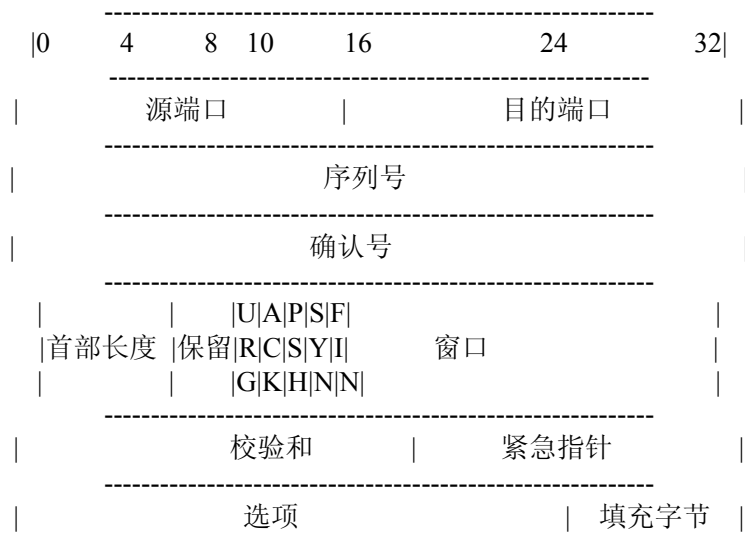 ------------------------------------------------------------
|0 4 8 10 16 24 32|
-----------------------------------------------------------
| 源端口 | 目的端口 |
------------------------------------------------------------
| 序列号 |
------------------------------------------------------------
| 确认号 |
------------------------------------------------------------
| | |U|A|P|S|F| |
|首部长度 |保留|R|C|S|Y|I| 窗口 |
| | |G|K|H|N|N| |
------------------------------------------------------------
| 校验和 | 紧急指针 |
------------------------------------------------------------
| 选项 | 填充字节 |